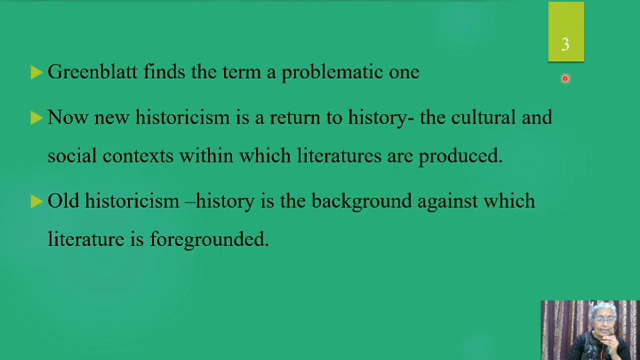 3
Greenblatt finds the term a problematic one
Now new historicism is a return to history- the cultural and
social contexts within which literatures are produced.
Old historicism –history is the background against which
literature is foregrounded.